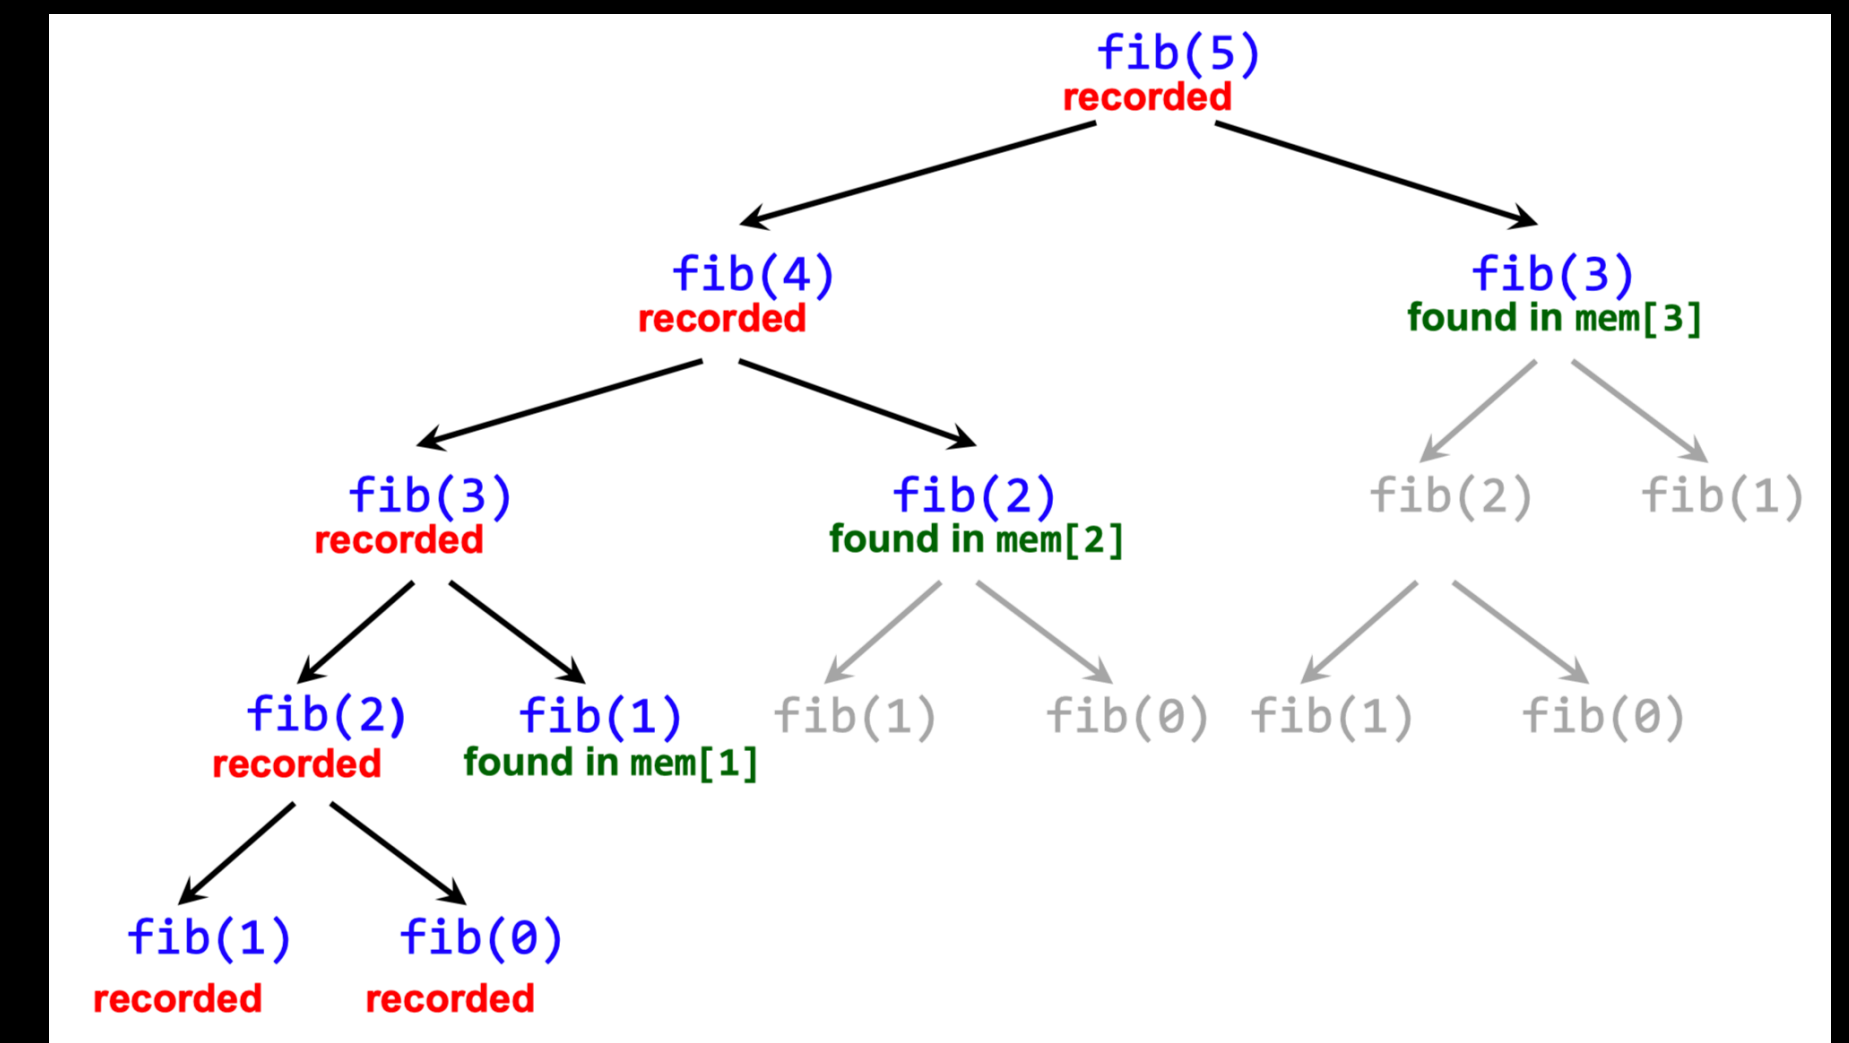 fib(5)
recorded
fib(4) fib(3)
recorded found in mem[3]
fib(3) fib(2) fib(2) fib(1)
recorded found in mem[2]
fib(2) fib(1) fib(1) fib(0) fib(1) fib(0)
recorded found in mem[1]
fib(1) fib(0)
recorded recorded